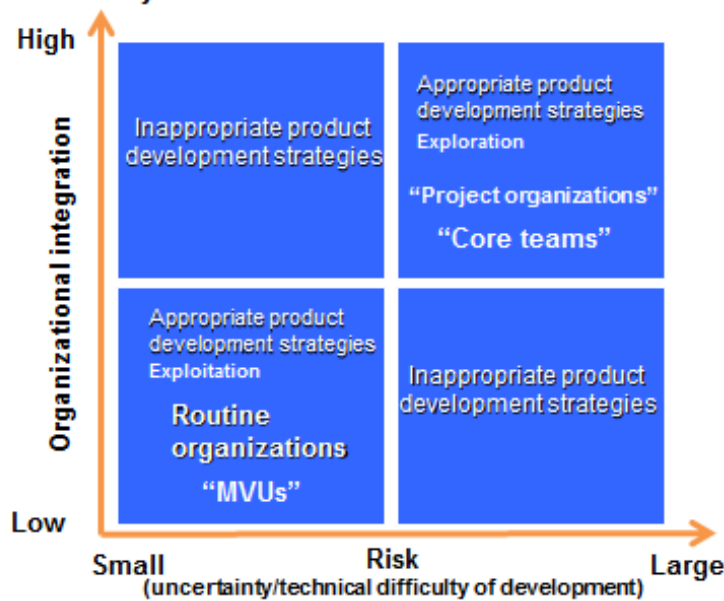 High
Inappropriate product
development strategies
Appropriate product
development strategies
Exploration
“Project organizations”
“Core teams”
Organizational integration
Appropriate product
development strategies
Exploitation
Routine
organizations
“MVUs”
Inappropriate product
development strategies
Low
Small
Risk
Large
(uncertainty/technical difficulty of development)